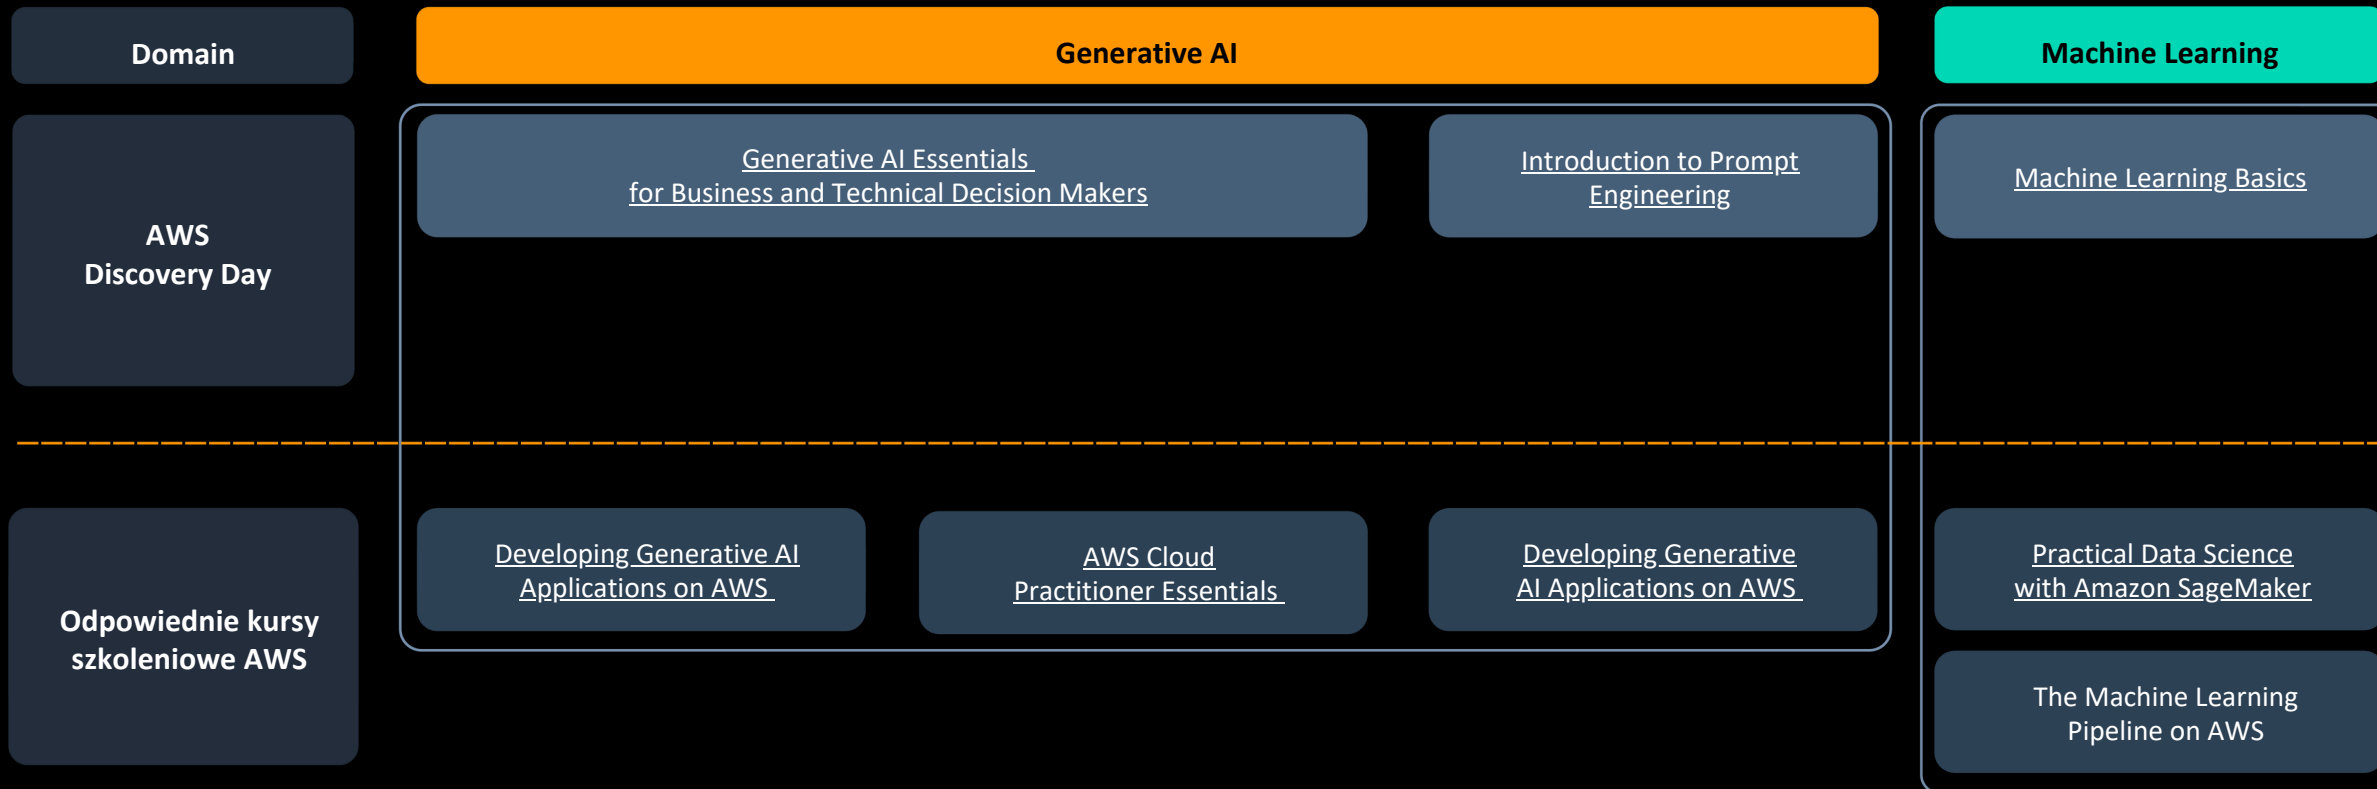 Domain
Generative AI
Machine Learning
AWS
Discovery Day
Generative AI Essentials
for Business and Technical Decision Makers
Introduction to Prompt
Engineering
Machine Learning Basics
Odpowiednie kursy
szkoleniowe AWS
Developing Generative AI
Applications on AWS
AWS Cloud
Practitioner Essentials
Developing Generative
AI Applications on AWS
Practical Data Science
with Amazon SageMaker
The Machine Learning
Pipeline on AWS